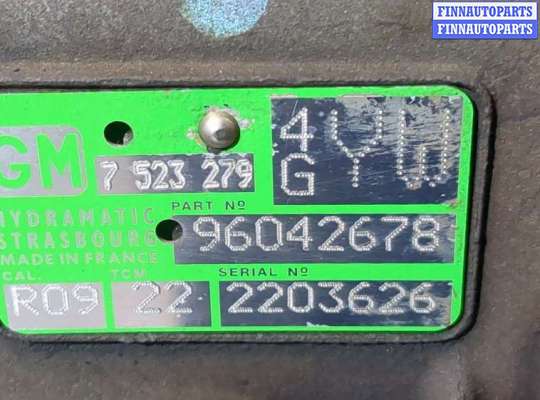 FINNAUTOPARTS
FINNAUTOPARTS
GM
7 523 279
4
G
YW
PART Nº
HYDRAMATIC
STRASBOURG
96042678
MADE IN FRANCE
CAL. TCM SERIAL Nº
R09 22 2203626